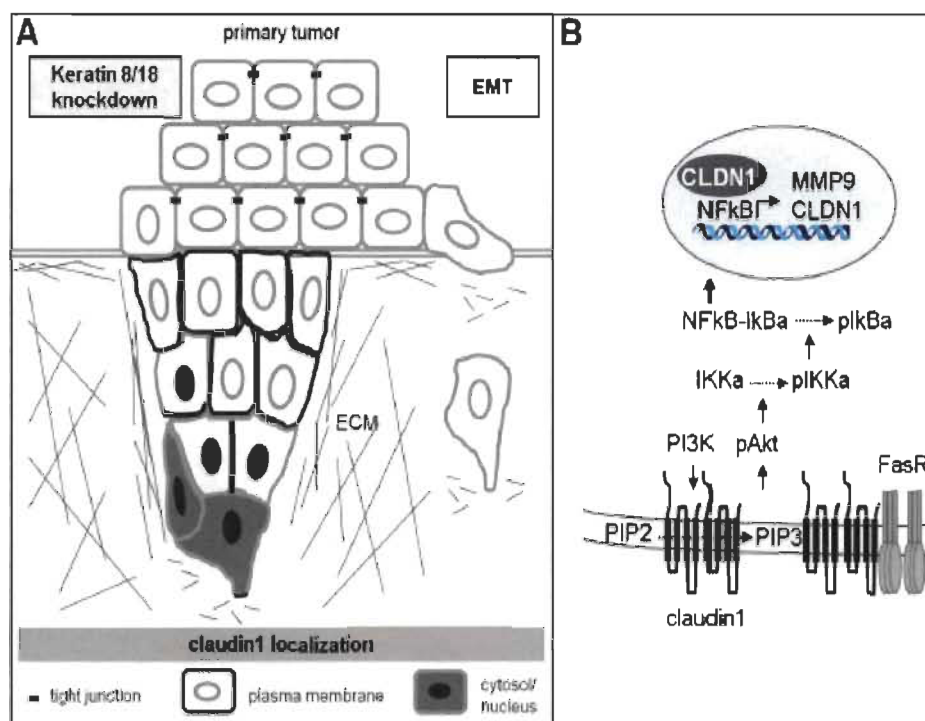 A
primary tumor
Keratin 8/18
knockdown
EMT
ECM
claudin1 localization
tight junction
plasma membrane
cytosol/
nucleus
B
CLDN1
MMP9
NFkB
CLDN1
NFkB-IkBa
pIkBa
IKKa
pIKKa
PI3K
pAkt
FasR
PIP2
PIP3
claudin1